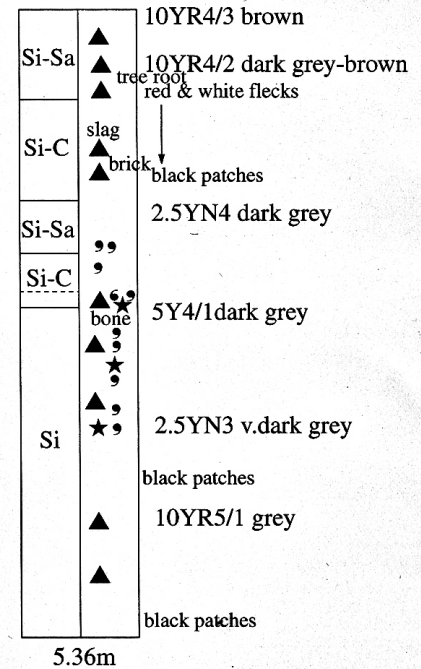 10YR4/3 brown
Si-Sa
10YR4/2 dark grey-brown
tree root
red & white flecks
slag
Si-C
brick
black patches
2.5YN4 dark grey
Si-Sa
Si-C
5Y4/1dark grey
bone
2.5YN3 v.dark grey
Si
black patches
10YR5/1 grey
black patches
5.36m